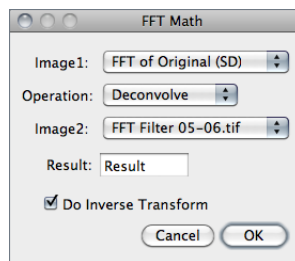 FFT Math
Image1: FFT of Original (SD)
Operation: Deconvolve
Image2: FFT Filter 05-06.tif
Result: Result
Do Inverse Transform
Cancel OK